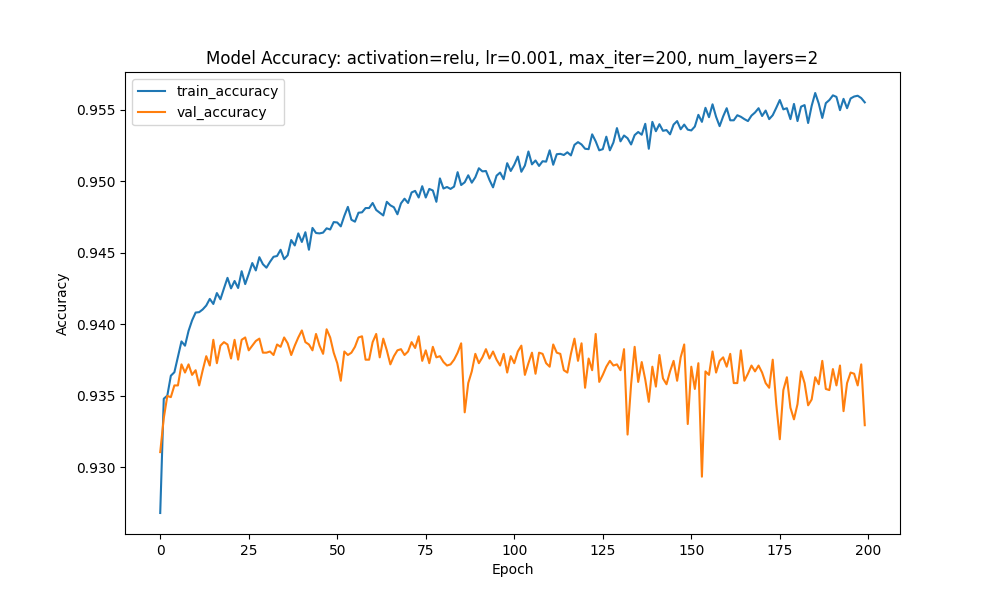 Model Accuracy: activation=relu, lr=0.001, max_iter=200, num_layers=2
train_accuracy
val_accuracy
0.955
0.950
0.945
0.940
0.935
0.930
Accuracy
0 25 50 75 100 125 150 175 200
Epoch